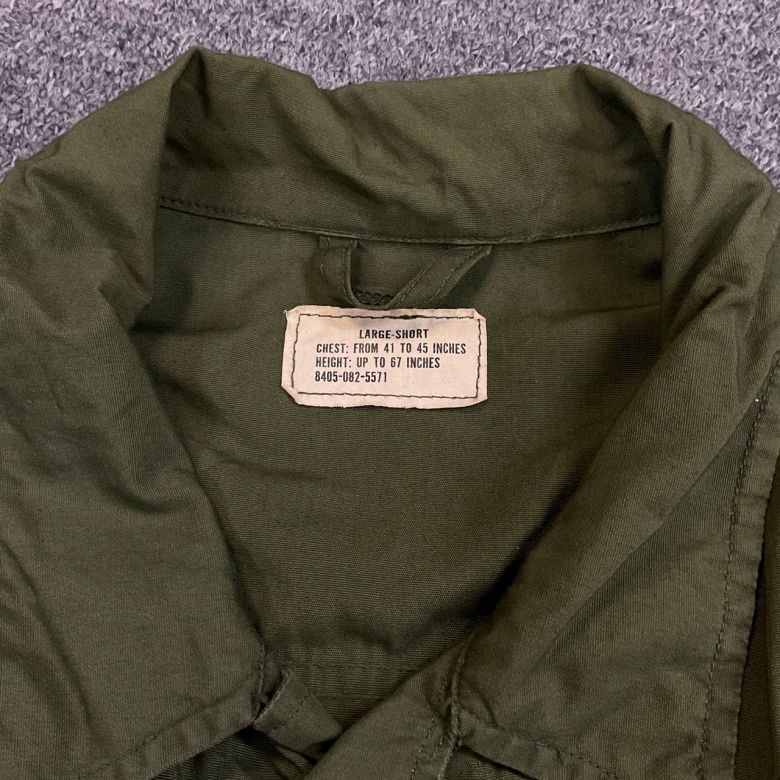 LARGE-SHORT
CHEST: FROM 41 TO 45 INCHES
HEIGHT: UP TO 67 INCHES
8405-082-5571